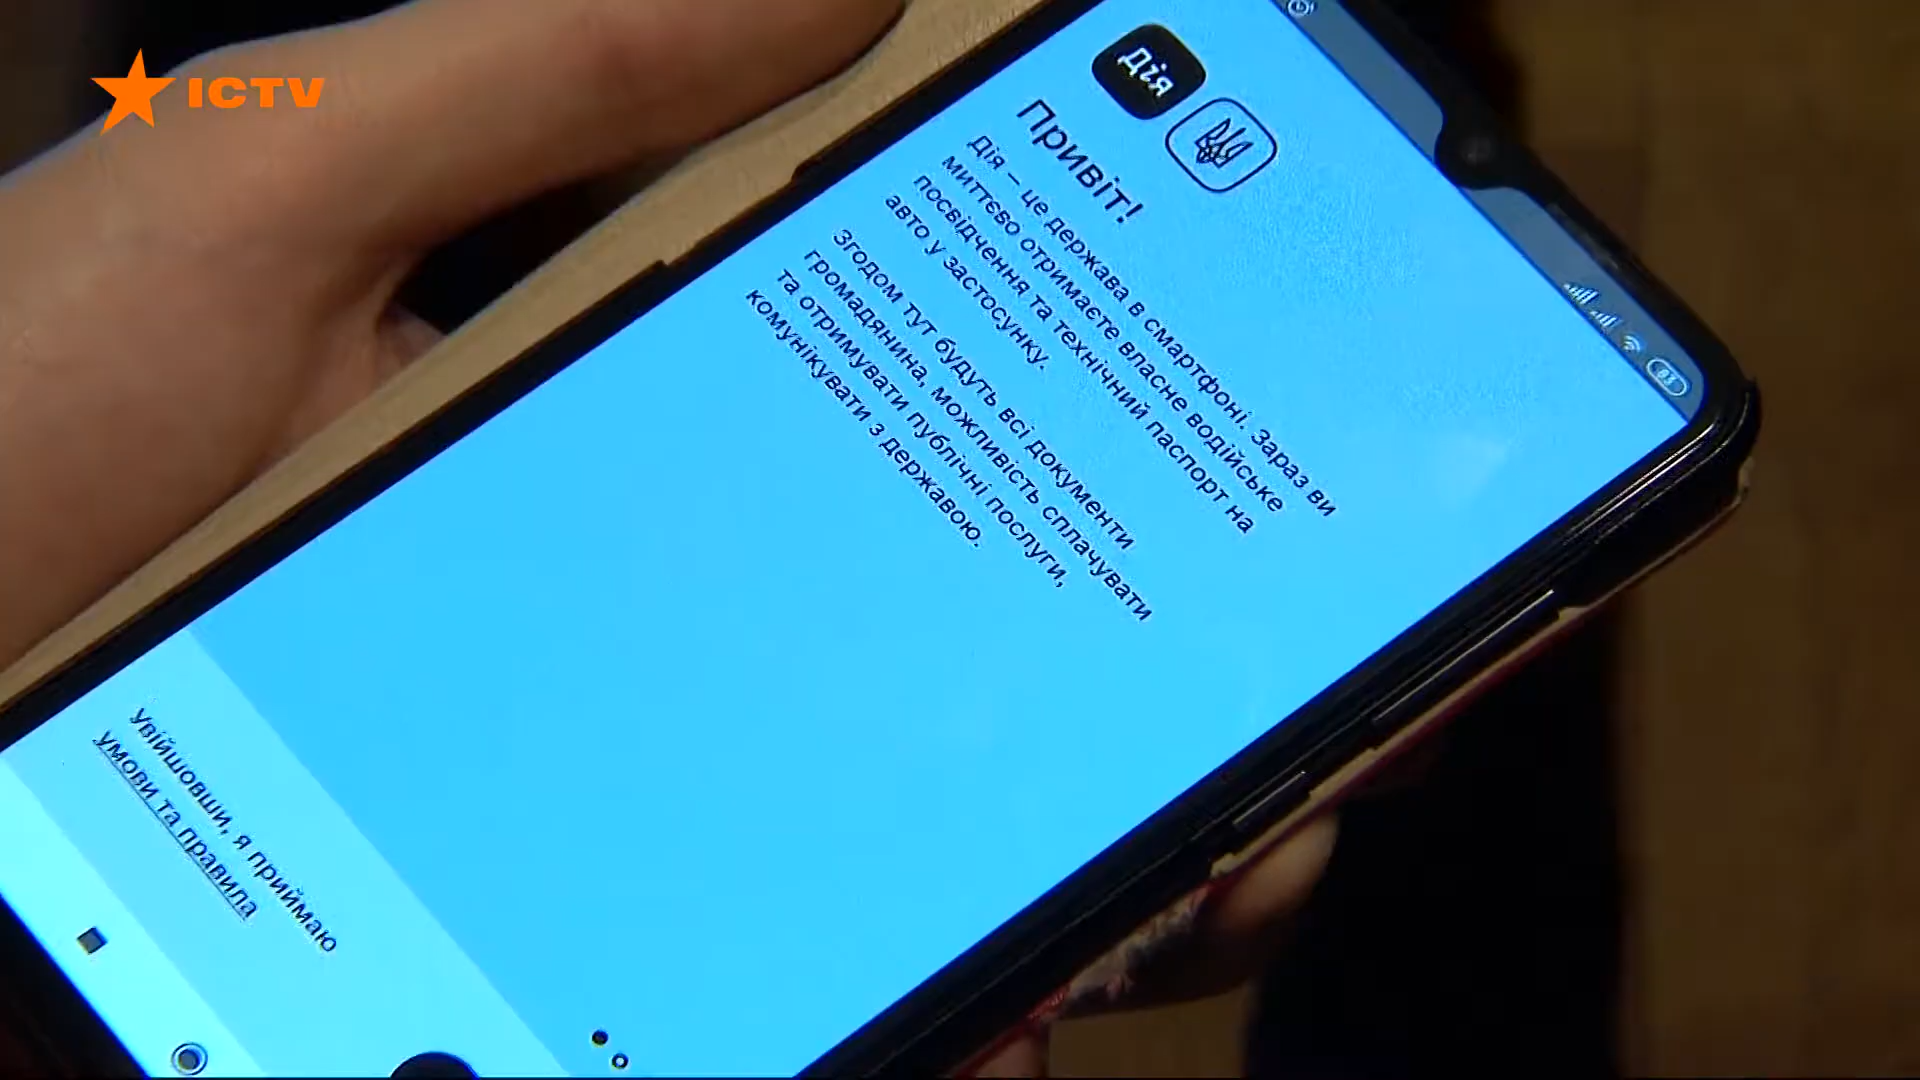 ICTV
83
Дія
Привіт!
Дія – це держава в смартфоні. Зараз ви
миттєво отримаєте власне водійське
посвідчення та технічний паспорт на
авто у застосунку.
Згодом тут будуть всі документи
громадянина, можливість сплачувати
та отримувати публічні послуги,
комунікувати з державою.
Увійшовши, я приймаю
умови та правила